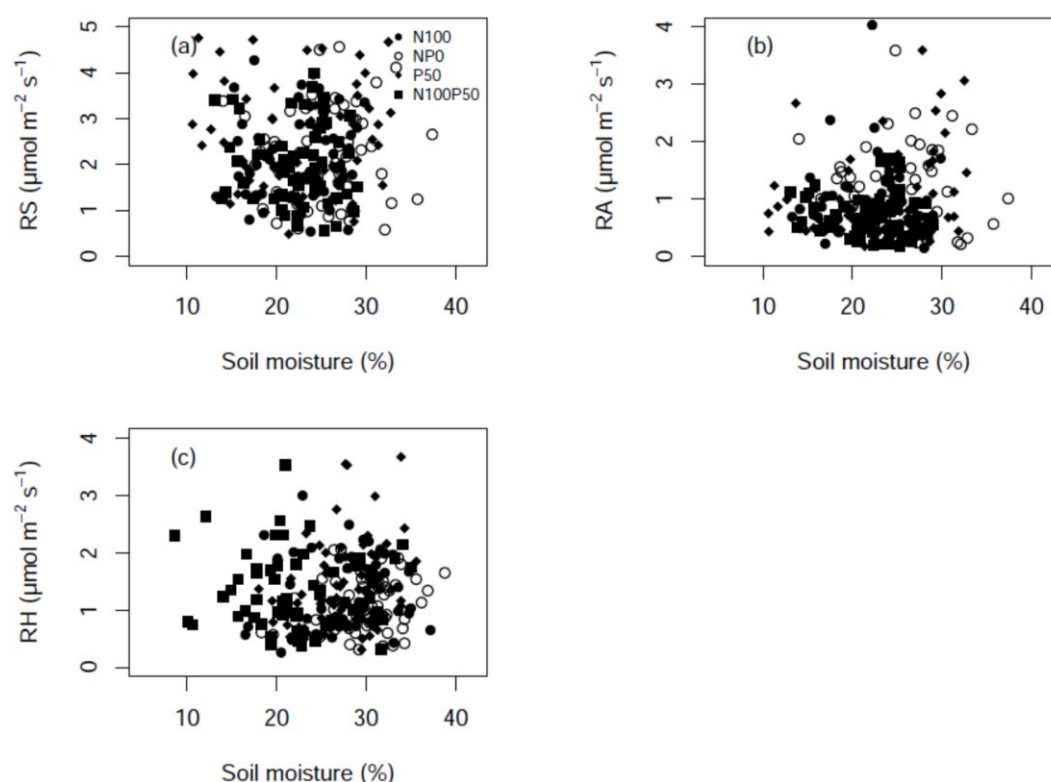 (a)
N100
NP0
P50
N100P50
RS (μmol m⁻² s⁻¹)
5
4
3
2
1
0
10 20 30 40
Soil moisture (%)
(b)
RA (μmol m⁻² s⁻¹)
4
3
2
1
0
10 20 30 40
Soil moisture (%)
(c)
RH (μmol m⁻² s⁻¹)
4
3
2
1
0
10 20 30 40
Soil moisture (%)